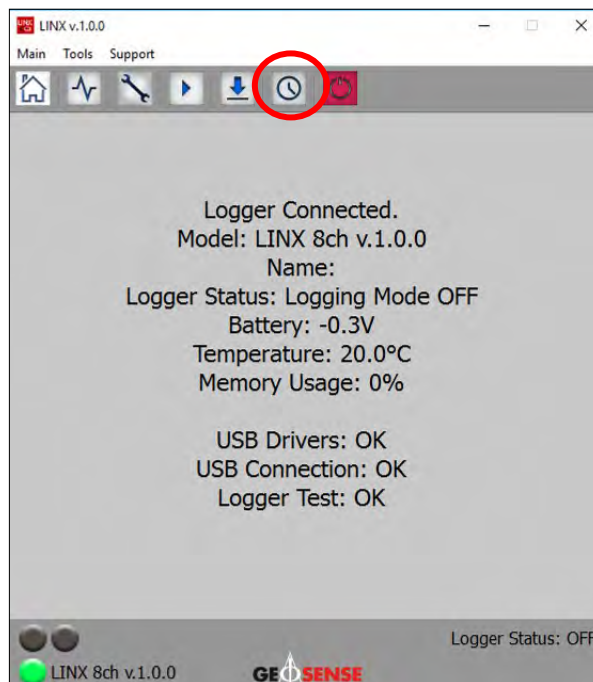 LINX v.1.0.0
Main Tools Support
Logger Connected.
Model: LINX 8ch v.1.0.0
Name:
Logger Status: Logging Mode OFF
Battery: -0.3V
Temperature: 20.0ºC
Memory Usage: 0%
USB Drivers: OK
USB Connection: OK
Logger Test: OK
Logger Status: OFF
LINX 8ch v.1.0.0
GEOSENSE